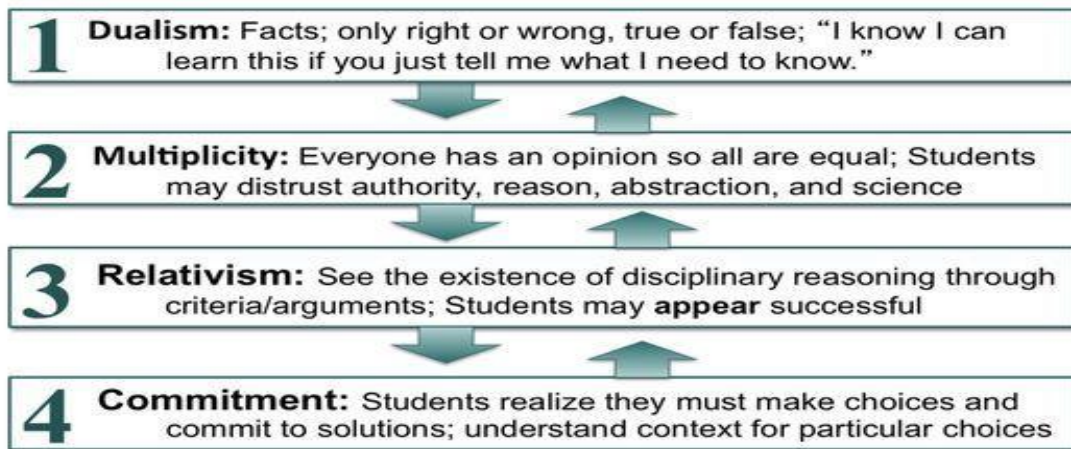 1 Dualism: Facts; only right or wrong, true or false; “I know I can
learn this if you just tell me what I need to know.”
2 Multiplicity: Everyone has an opinion so all are equal; Students
may distrust authority, reason, abstraction, and science
3 Relativism: See the existence of disciplinary reasoning through
criteria/arguments; Students may appear successful
4 Commitment: Students realize they must make choices and
commit to solutions; understand context for particular choices